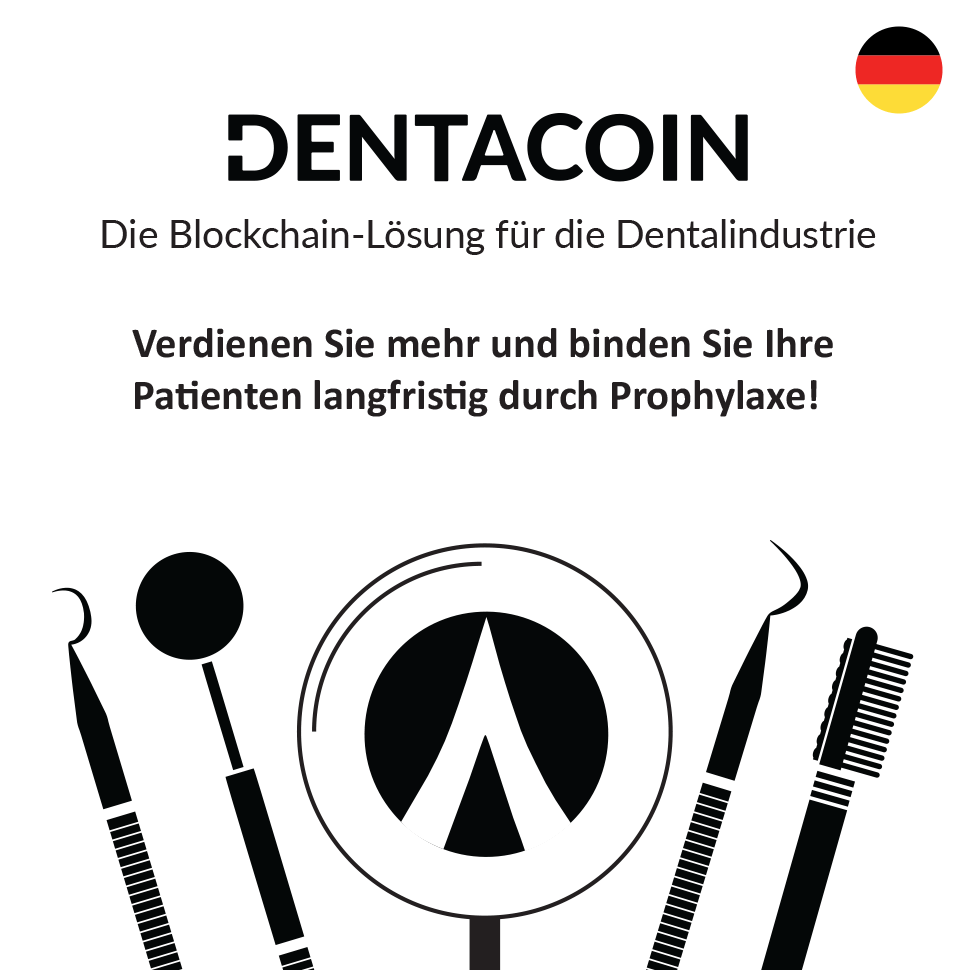 DENTACOIN
Die Blockchain-Lösung für die Dentalindustrie
Verdienen Sie mehr und binden Sie Ihre
Patienten langfristig durch Prophylaxe!